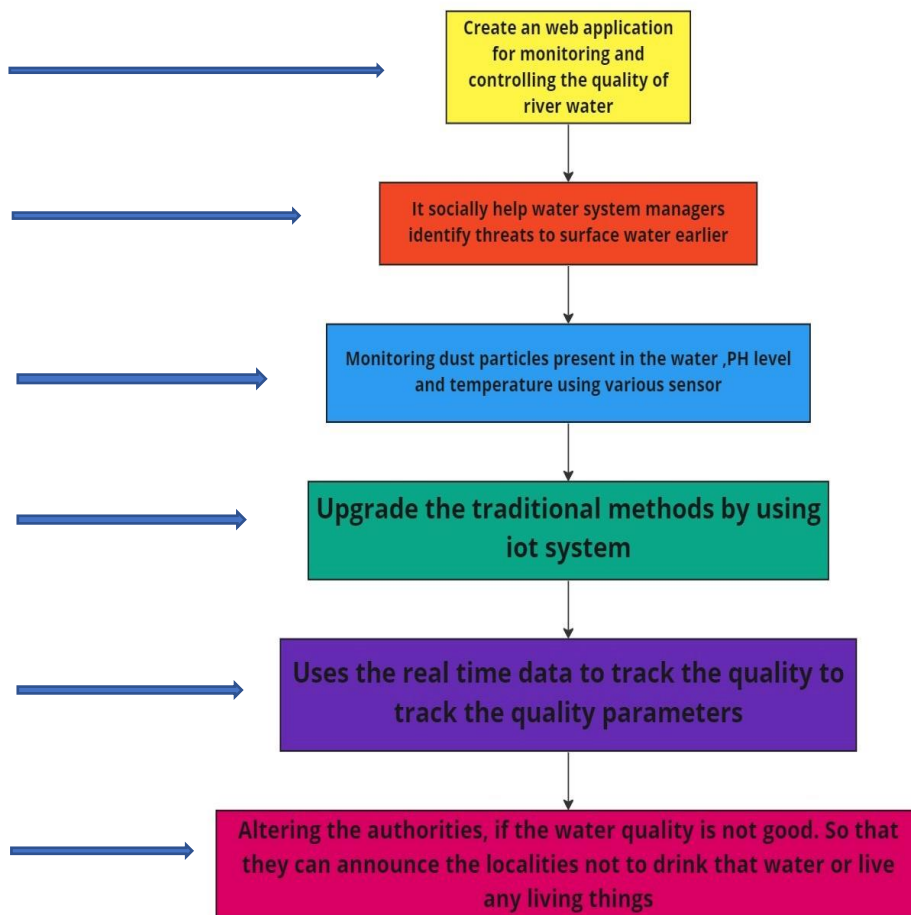 Create an web application
for monitoring and
controlling the quality of
river water
It socially help water system managers
identify threats to surface water earlier
Monitoring dust particles present in the water ,PH level
and temperature using various sensor
Upgrade the traditional methods by using
iot system
Uses the real time data to track the quality to
track the quality parameters
Altering the authorities, if the water quality is not good. So that
they can announce the localities not to drink that water or live
any living things